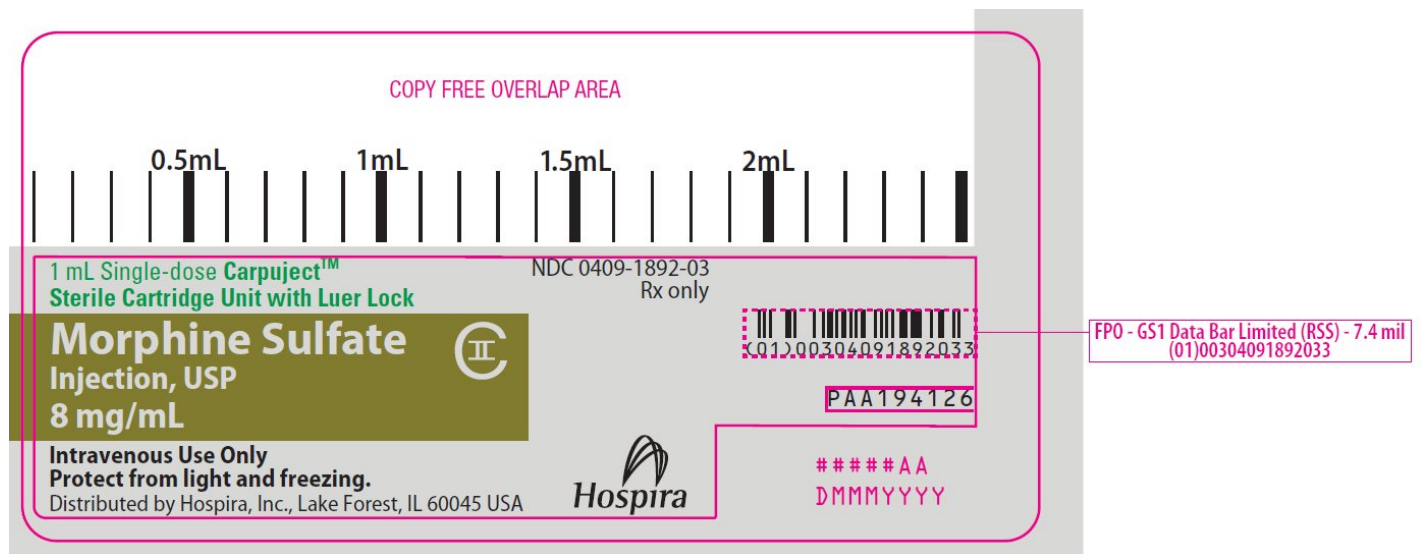 COPY FREE OVERLAP AREA
0.5mL 1mL 1.5mL 2mL
1 mL Single-dose Carpuject™
Sterile Cartridge Unit with Luer Lock
Morphine Sulfate CII
Injection, USP
8 mg/mL
Intravenous Use Only
Protect from light and freezing.
Distributed by Hospira, Inc., Lake Forest, IL 60045 USA
NDC 0409-1892-03
Rx only
(01)00304091892033
PAA194126
Hospira
#####AA
DMMMYYYY
FPO - GS1 Data Bar Limited (RSS) - 7.4 mil
(01)00304091892033